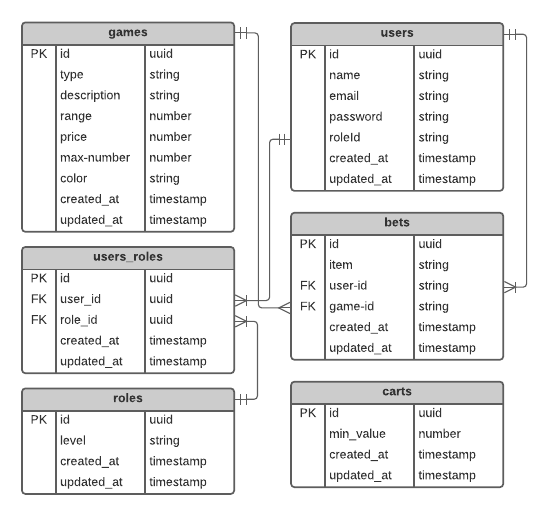 games
PK id uuid
type string
description string
range number
price number
max-number number
color string
created_at timestamp
updated_at timestamp
users_roles
PK id uuid
FK user_id uuid
FK role_id uuid
created_at timestamp
updated_at timestamp
roles
PK id uuid
level string
created_at timestamp
updated_at timestamp
users
PK id uuid
name string
email string
password string
roleId string
created_at timestamp
updated_at timestamp
bets
PK id uuid
item string
FK user-id string
FK game-id string
created_at timestamp
updated_at timestamp
carts
PK id uuid
min_value number
created_at timestamp
updated_at timestamp